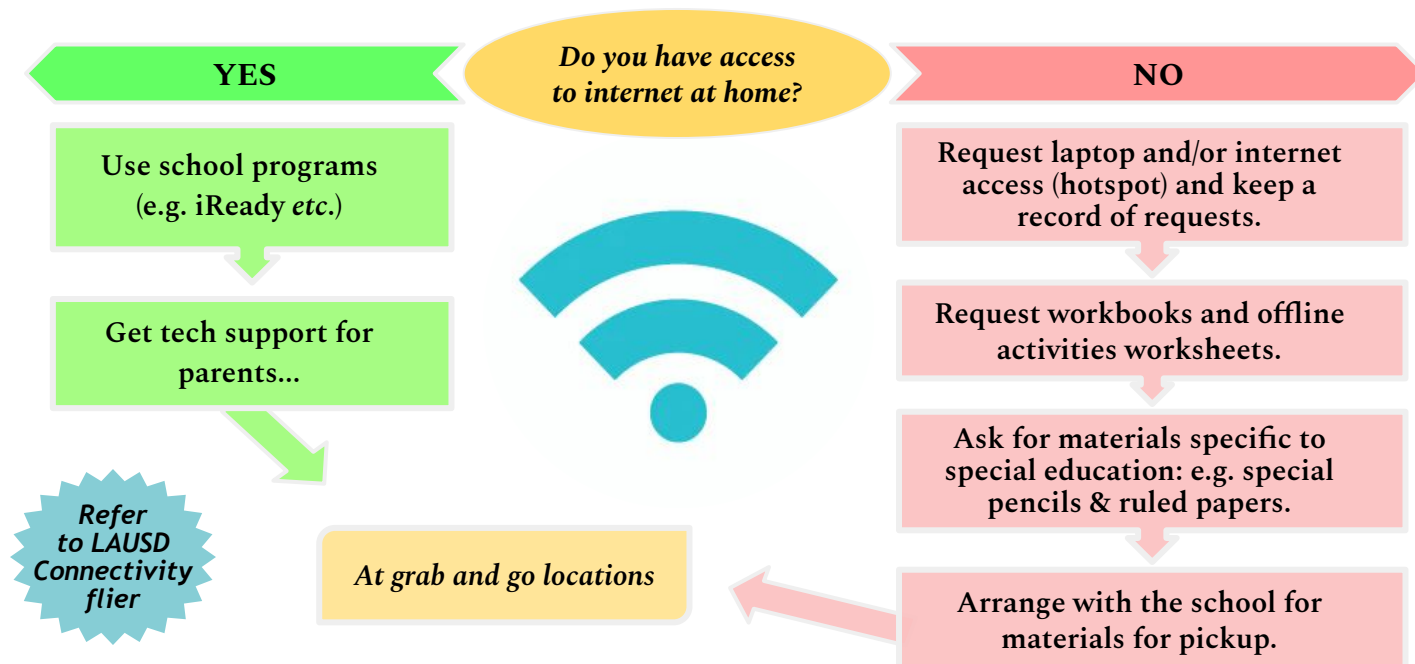 Do you have access
to internet at home?
YES
Use school programs
(e.g. iReady etc.)
Get tech support for
parents...
NO
Request laptop and/or internet
access (hotspot) and keep a
record of requests.
Request workbooks and offline
activities worksheets.
Ask for materials specific to
special education: e.g. special
pencils & ruled papers.
Arrange with the school for
materials for pickup.
At grab and go locations
Refer
to LAUSD
Connectivity
flier